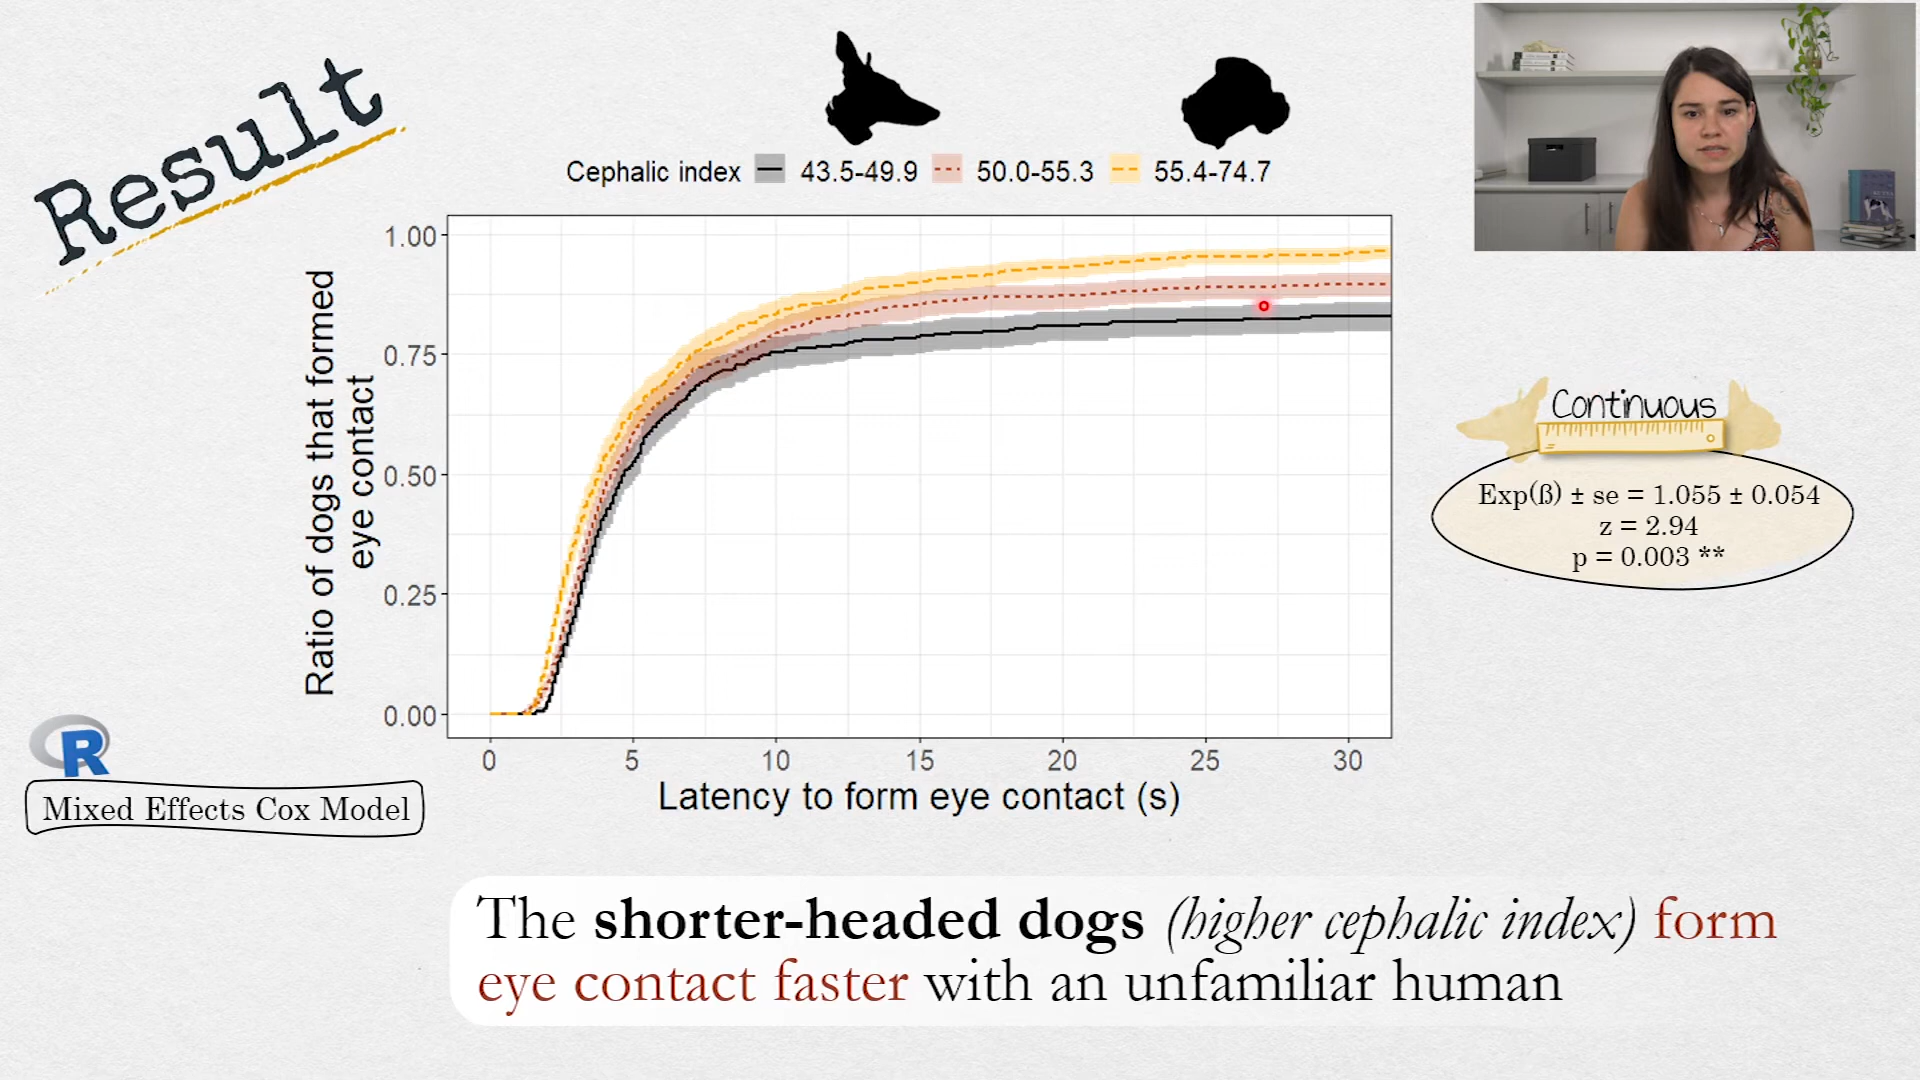 Result
Cephalic index 43.5-49.9 50.0-55.3 55.4-74.7
Ratio of dogs that formed
eye contact
1.00
0.75
0.50
0.25
0.00
0 5 10 15 20 25 30
Latency to form eye contact (s)
Continuous
Exp(ß) ± se = 1.055 ± 0.054
z = 2.94
p = 0.003 **
R
Mixed Effects Cox Model
The shorter-headed dogs (higher cephalic index) form
eye contact faster with an unfamiliar human